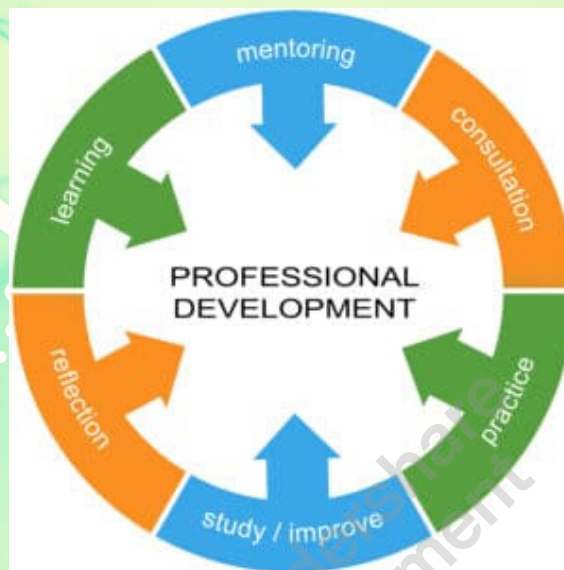 mentoring
consultation
learning
PROFESSIONAL
DEVELOPMENT
reflection
practice
study / improve